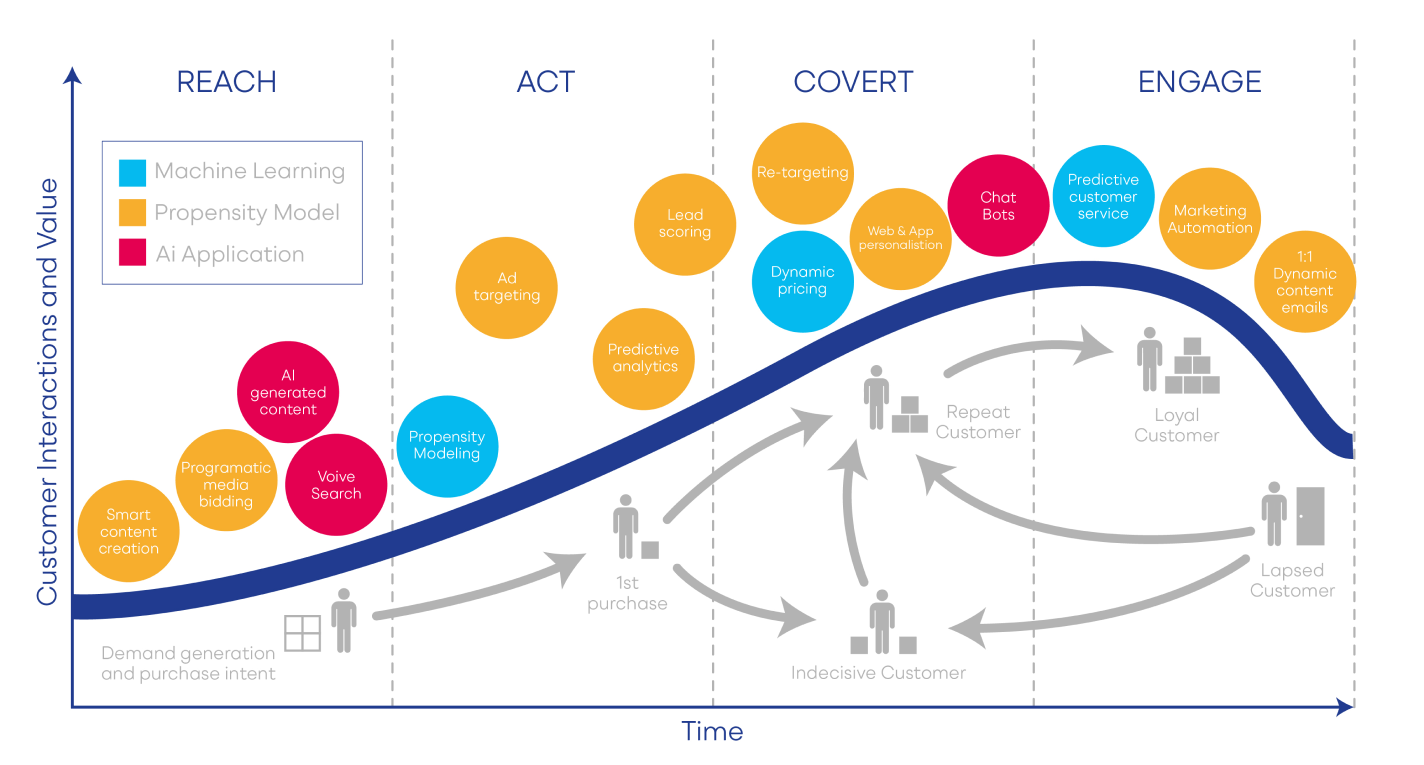 REACH
ACT
COVERT
ENGAGE
Machine Learning
Propensity Model
Ai Application
Customer Interactions and Value
Smart
content
creation
Programatic
media
bidding
AI
generated
content
Voive
Search
Propensity
Modeling
Ad
targeting
Predictive
analytics
Lead
scoring
Re-targeting
Dynamic
pricing
Web & App
personalistion
Chat
Bots
Predictive
customer
service
Marketing
Automation
1:1
Dynamic
content
emails
Demand generation
and purchase intent
1st
purchase
Repeat
Customer
Indecisive Customer
Loyal
Customer
Lapsed
Customer
Time